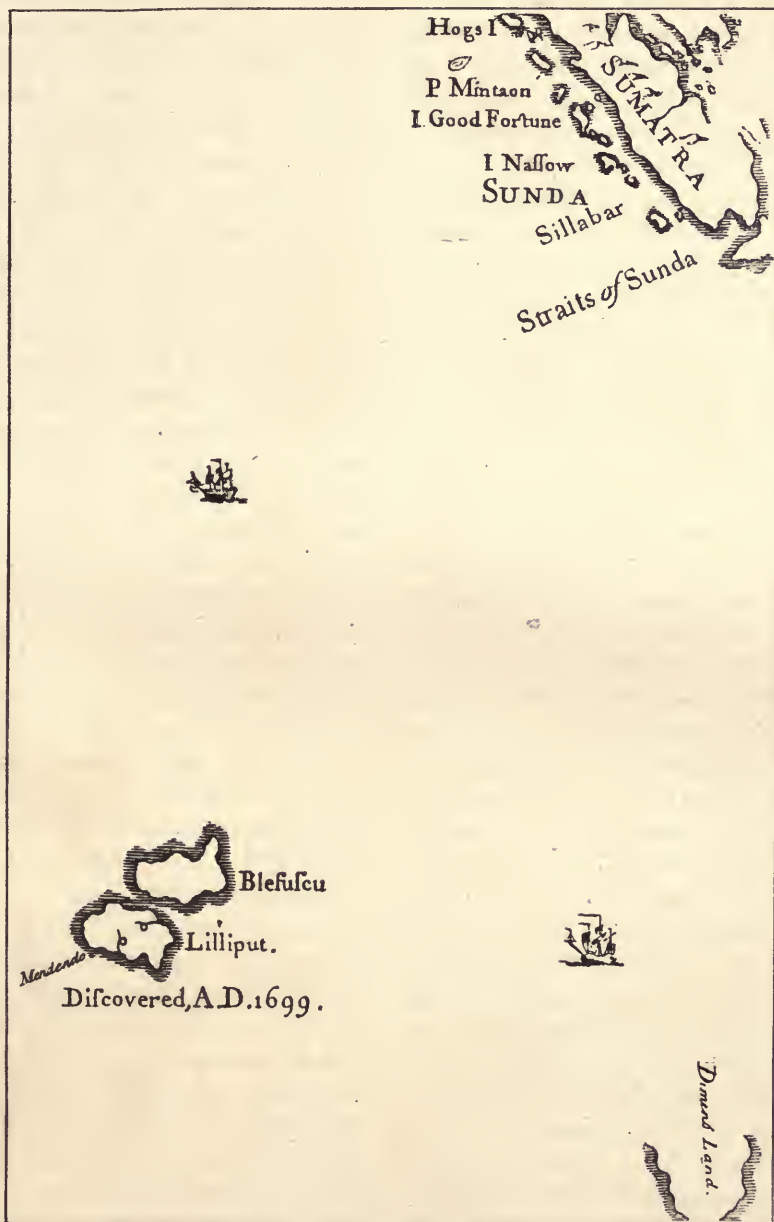 Hogs I
SUMATRA
P Mintaon
I. Good Fortune
I Naſſow
SUNDA
Sillabar
Straits of Sunda
Blefuſcu
Lilliput.
Mendendo
Diſcovered, A.D. 1699.
Dimens Land.